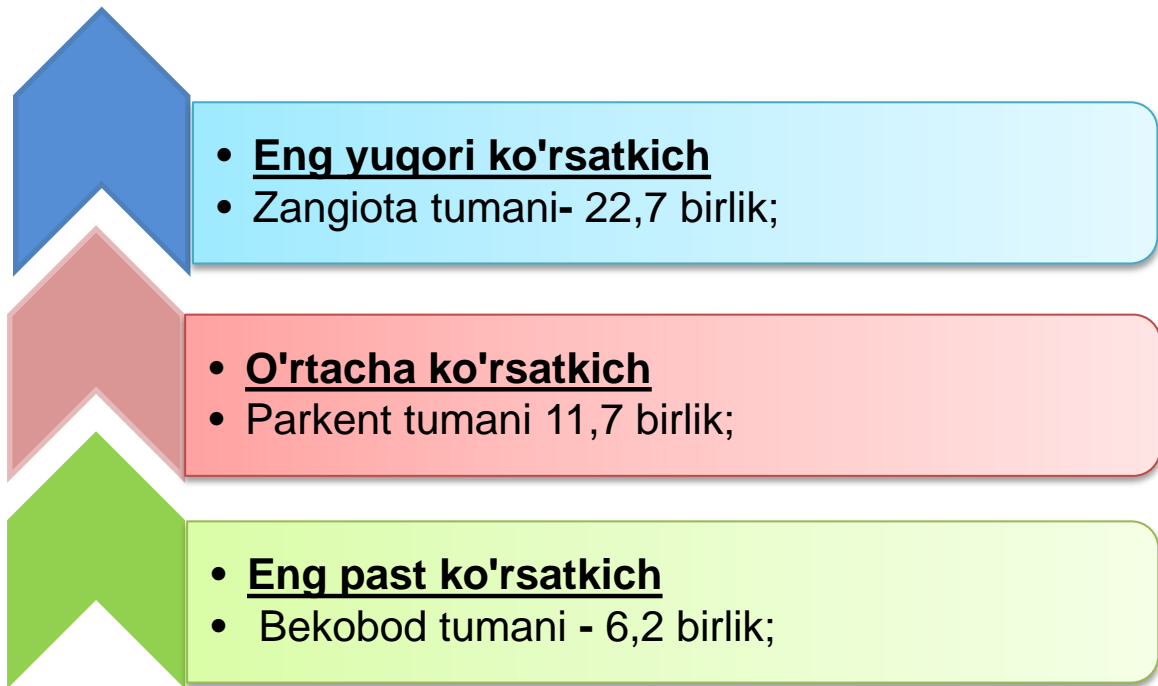 • Eng yuqori ko'rsatkich
• Zangiota tumani- 22,7 birlik;
• O'rtacha ko'rsatkich
• Parkent tumani 11,7 birlik;
• Eng past ko'rsatkich
• Bekobod tumani - 6,2 birlik;